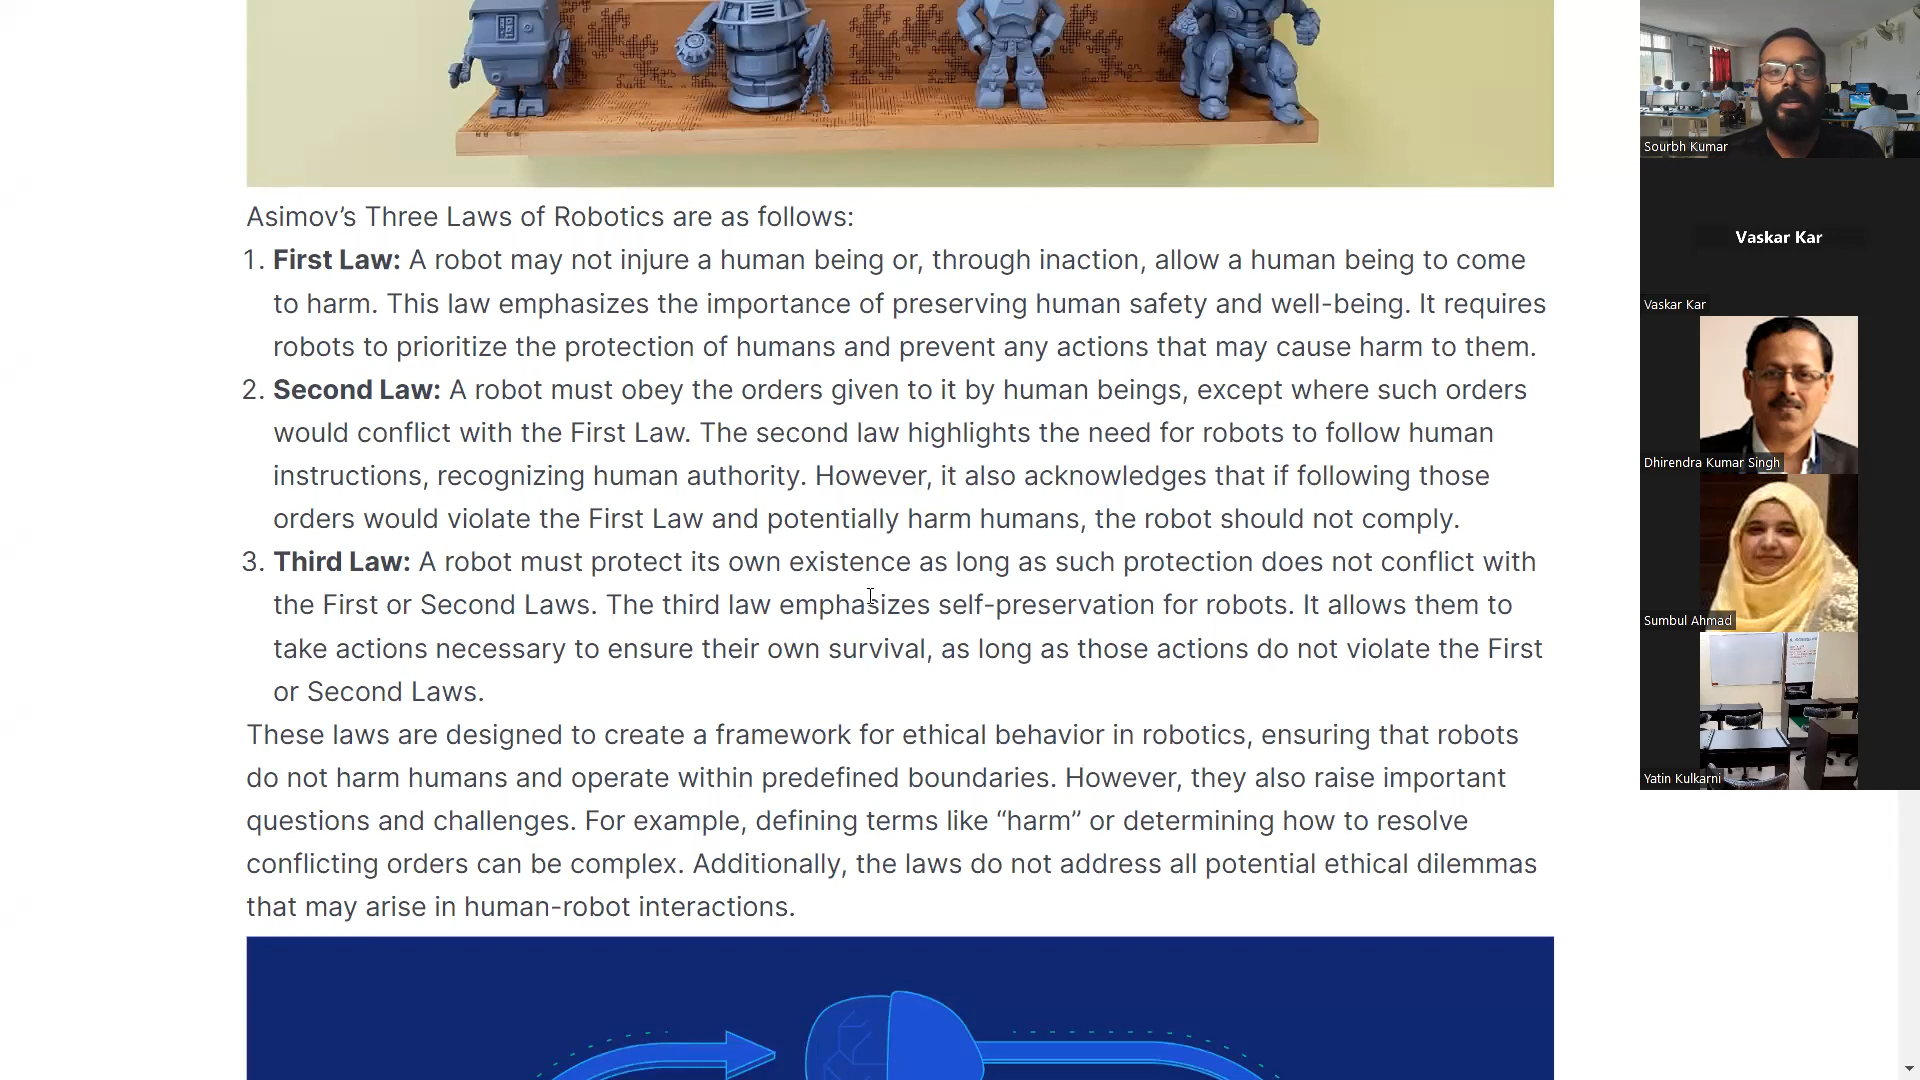 Asimov’s Three Laws of Robotics are as follows:
1. First Law: A robot may not injure a human being or, through inaction, allow a human being to come
to harm. This law emphasizes the importance of preserving human safety and well-being. It requires
robots to prioritize the protection of humans and prevent any actions that may cause harm to them.
2. Second Law: A robot must obey the orders given to it by human beings, except where such orders
would conflict with the First Law. The second law highlights the need for robots to follow human
instructions, recognizing human authority. However, it also acknowledges that if following those
orders would violate the First Law and potentially harm humans, the robot should not comply.
3. Third Law: A robot must protect its own existence as long as such protection does not conflict with
the First or Second Laws. The third law emphasizes self-preservation for robots. It allows them to
take actions necessary to ensure their own survival, as long as those actions do not violate the First
or Second Laws.
These laws are designed to create a framework for ethical behavior in robotics, ensuring that robots
do not harm humans and operate within predefined boundaries. However, they also raise important
questions and challenges. For example, defining terms like “harm” or determining how to resolve
conflicting orders can be complex. Additionally, the laws do not address all potential ethical dilemmas
that may arise in human-robot interactions.
Sourbh Kumar
Vaskar Kar
Vaskar Kar
Dhirendra Kumar Singh
Sumbul Ahmad
Yatin Kulkarni